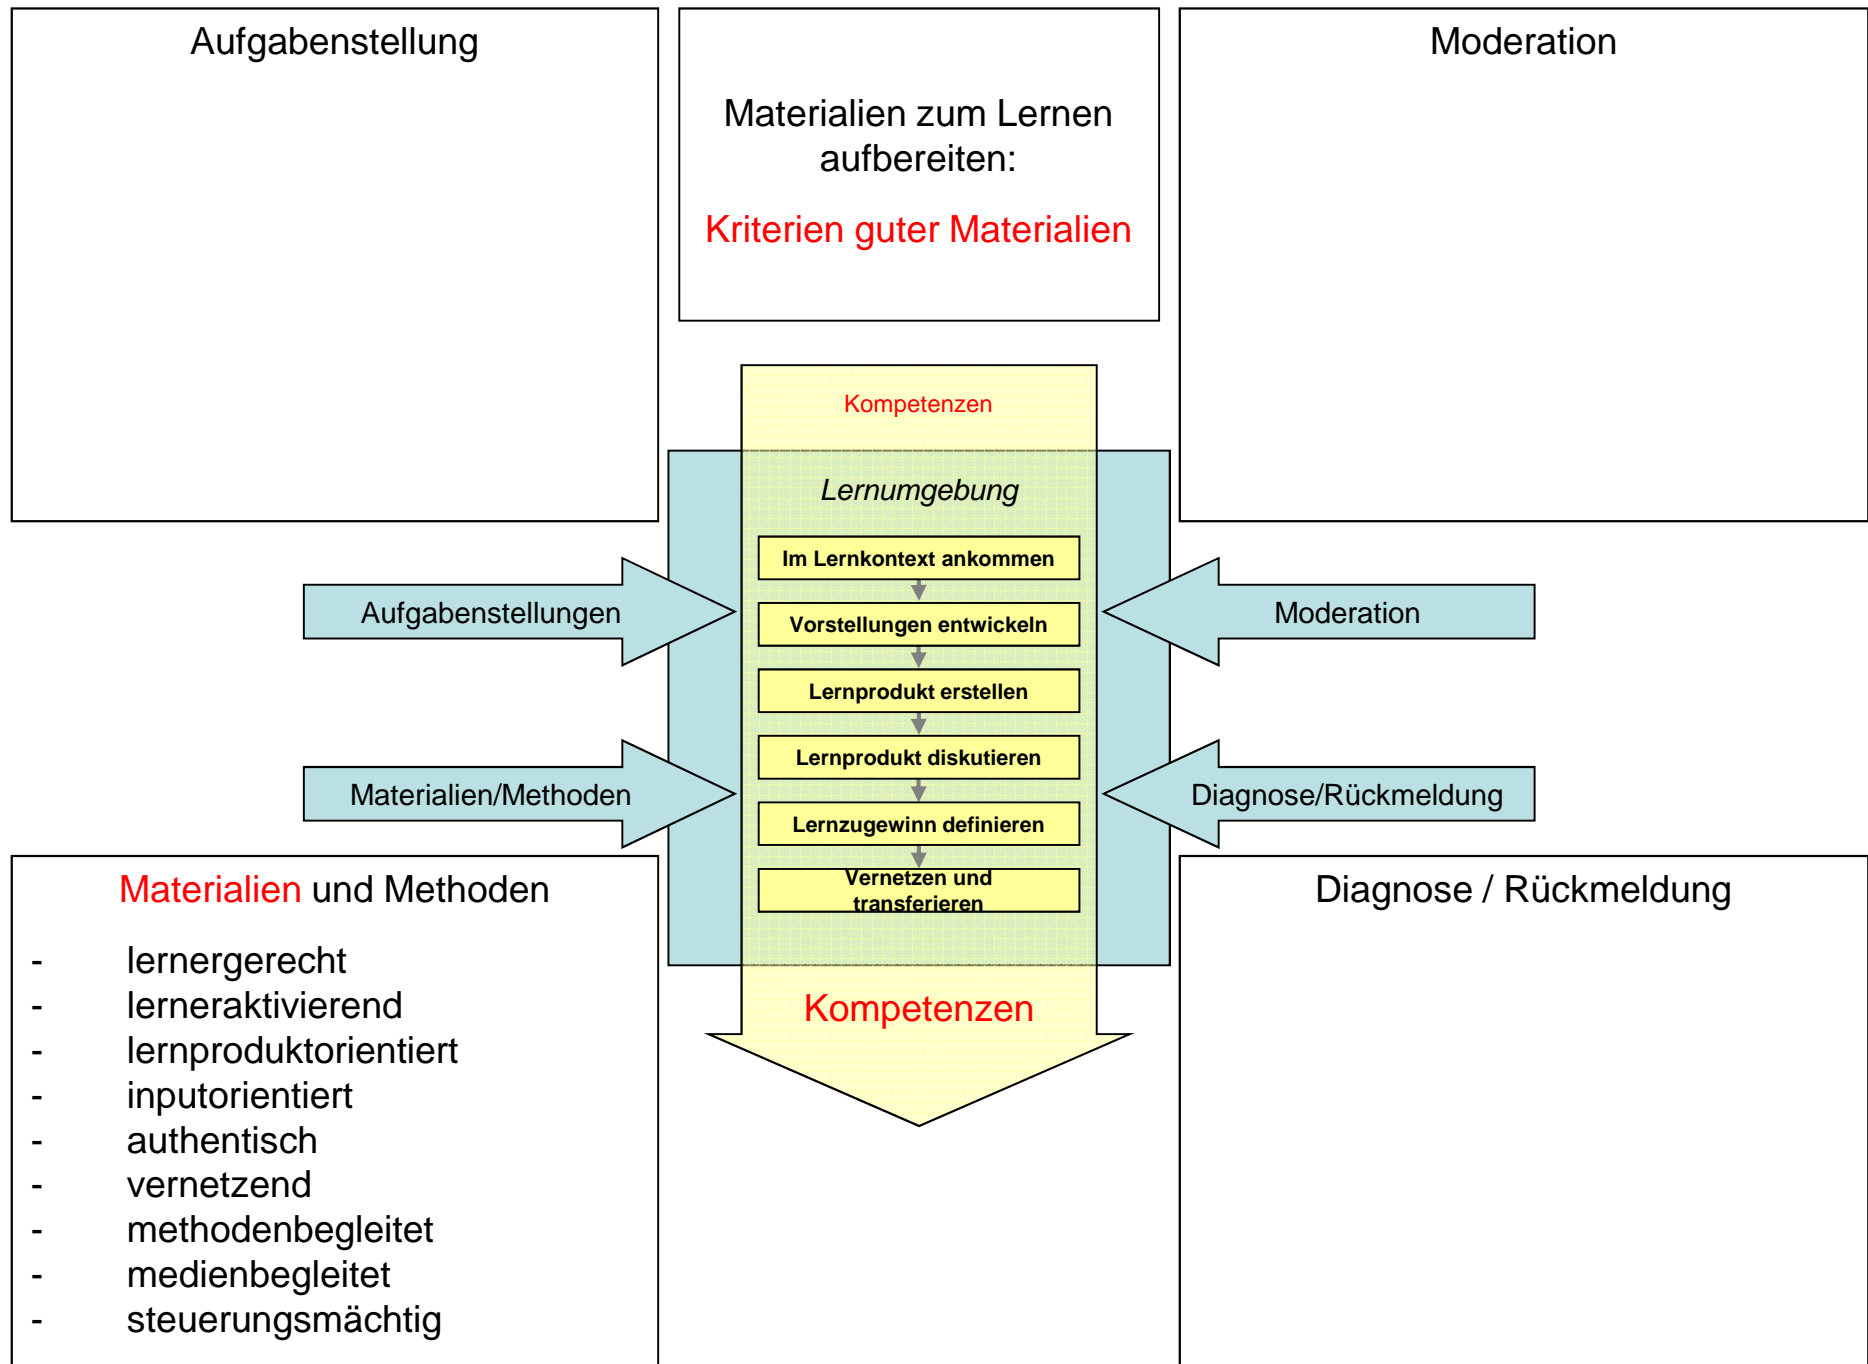 Aufgabenstellung
Materialien zum Lernen
aufbereiten:
Kriterien guter Materialien
Moderation
Kompetenzen
Lernumgebung
Im Lernkontext ankommen
Vorstellungen entwickeln
Lernprodukt erstellen
Lernprodukt diskutieren
Lernzugewinn definieren
Vernetzen und
transferieren
Kompetenzen
Aufgabenstellungen
Moderation
Materialien/Methoden
Diagnose/Rückmeldung
Materialien und Methoden
- lernergerecht
- lerneraktivierend
- lernproduktorientiert
- inputorientiert
- authentisch
- vernetzend
- methodenbegleitet
- medienbegleitet
- steuerungsmächtig
Diagnose / Rückmeldung